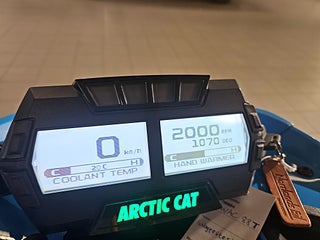 0 km/h
C 20 C H
COOLANT TEMP
2000 RPM
1070 ODO
C H
HAND WARMER
ARCTIC CAT